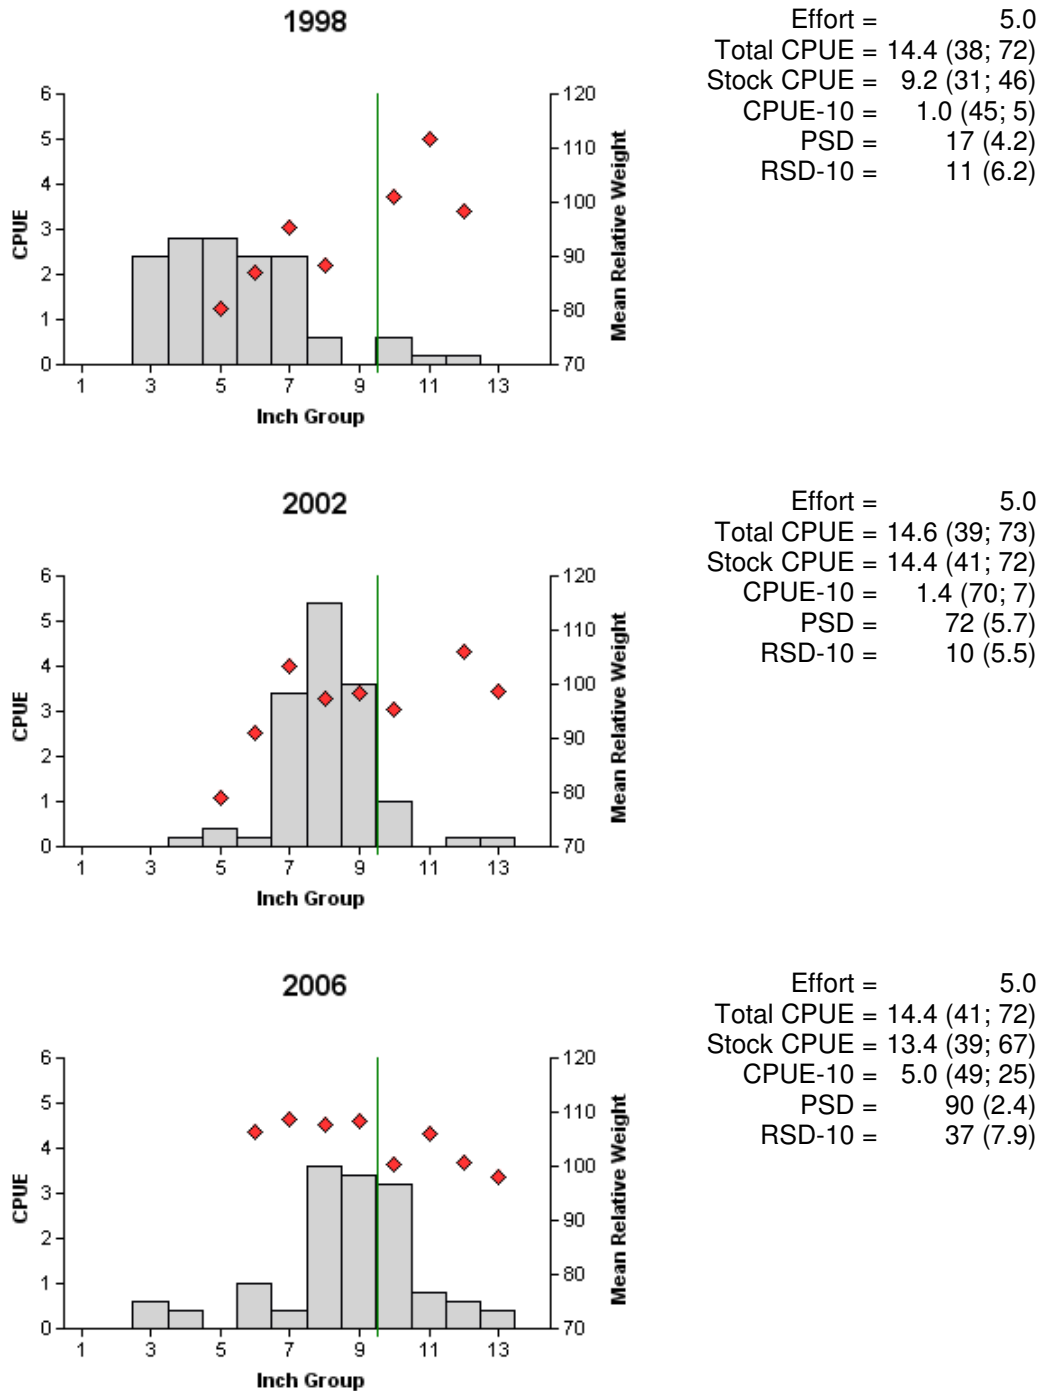 1998
Effort = 5.0
Total CPUE = 14.4 (38; 72)
Stock CPUE = 9.2 (31; 46)
CPUE-10 = 1.0 (45; 5)
PSD = 17 (4.2)
RSD-10 = 11 (6.2)
6
5
4
3
2
1
0
CPUE
120
110
100
90
80
70
Mean Relative Weight
1 3 5 7 9 11 13
Inch Group
2002
Effort = 5.0
Total CPUE = 14.6 (39; 73)
Stock CPUE = 14.4 (41; 72)
CPUE-10 = 1.4 (70; 7)
PSD = 72 (5.7)
RSD-10 = 10 (5.5)
6
5
4
3
2
1
0
CPUE
120
110
100
90
80
70
Mean Relative Weight
1 3 5 7 9 11 13
Inch Group
2006
Effort = 5.0
Total CPUE = 14.4 (41; 72)
Stock CPUE = 13.4 (39; 67)
CPUE-10 = 5.0 (49; 25)
PSD = 90 (2.4)
RSD-10 = 37 (7.9)
6
5
4
3
2
1
0
CPUE
120
110
100
90
80
70
Mean Relative Weight
1 3 5 7 9 11 13
Inch Group